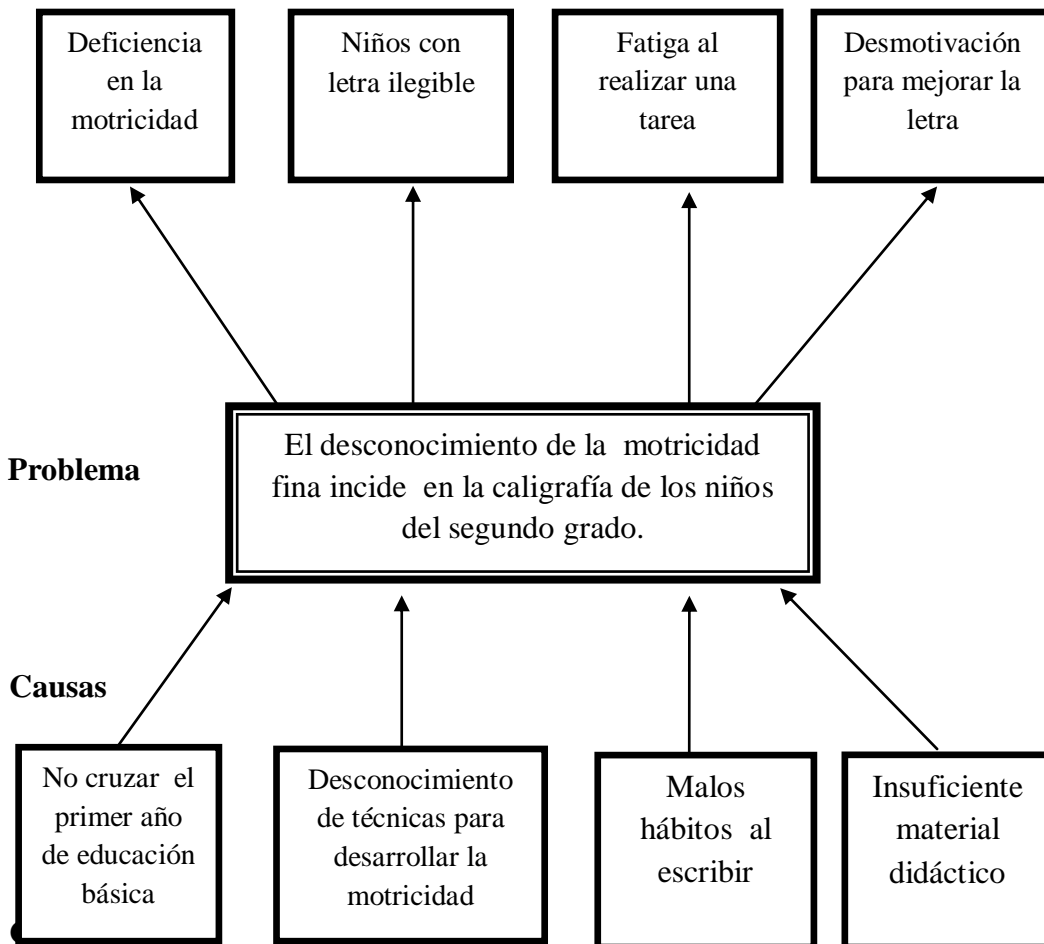 Deficiencia
en la
motricidad
Niños con
letra ilegible
Fatiga al
realizar una
tarea
Desmotivación
para mejorar la
letra
Problema
El desconocimiento de la motricidad
fina incide en la caligrafía de los niños
del segundo grado.
Causas
No cruzar el
primer año
de educación
básica
Desconocimiento
de técnicas para
desarrollar la
motricidad
Malos
hábitos al
escribir
Insuficiente
material
didáctico